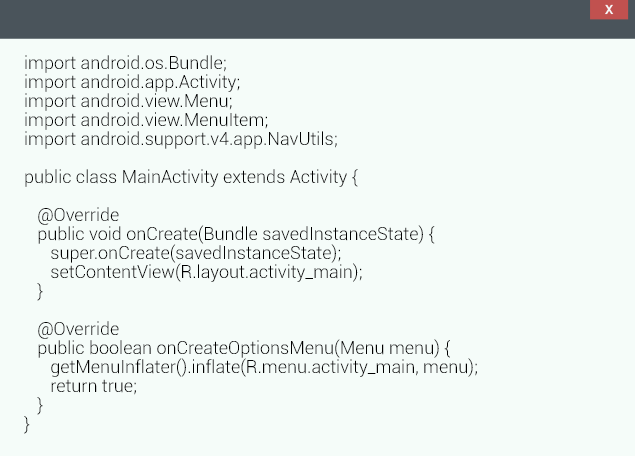 X
import android.os.Bundle;
import android.app.Activity;
import android.view.Menu;
import android.view.MenuItem;
import android.support.v4.app.NavUtils;
public class MainActivity extends Activity {
@Override
public void onCreate(Bundle savedInstanceState) {
super.onCreate(savedInstanceState);
setContentView(R.layout.activity_main);
}
@Override
public boolean onCreateOptionsMenu(Menu menu) {
getMenuInflater().inflate(R.menu.activity_main, menu);
return true;
}
}